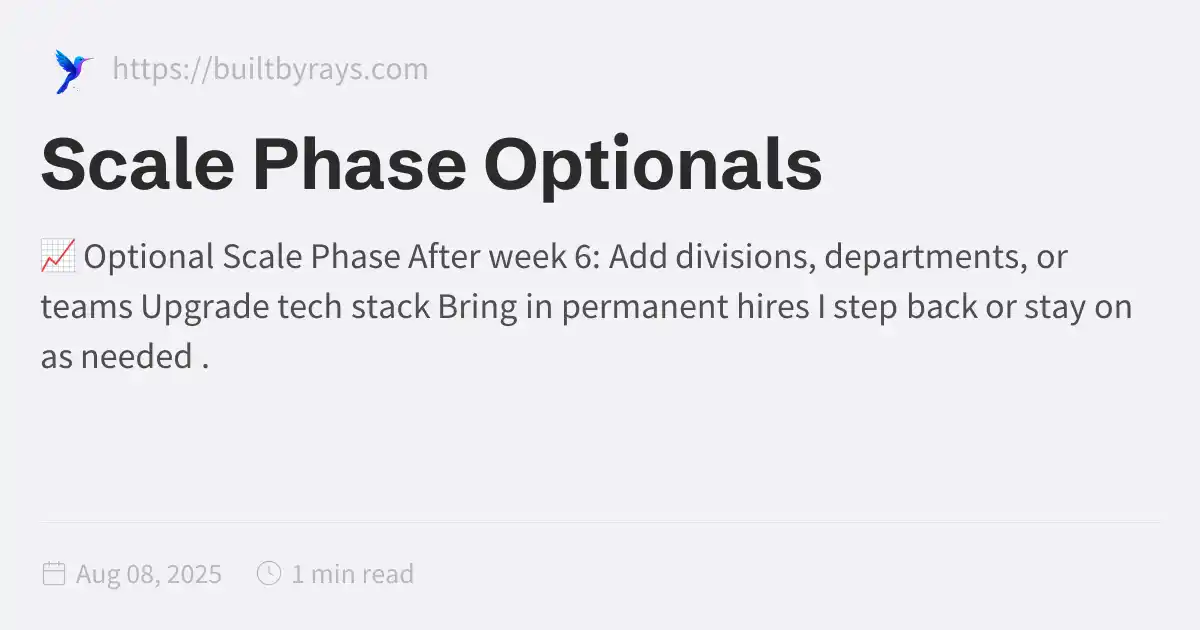 https://builtbyrays.com
Scale Phase Optionals
📈 Optional Scale Phase After week 6: Add divisions, departments, or
teams Upgrade tech stack Bring in permanent hires I step back or stay on
as needed .
Aug 08, 2025 1 min read